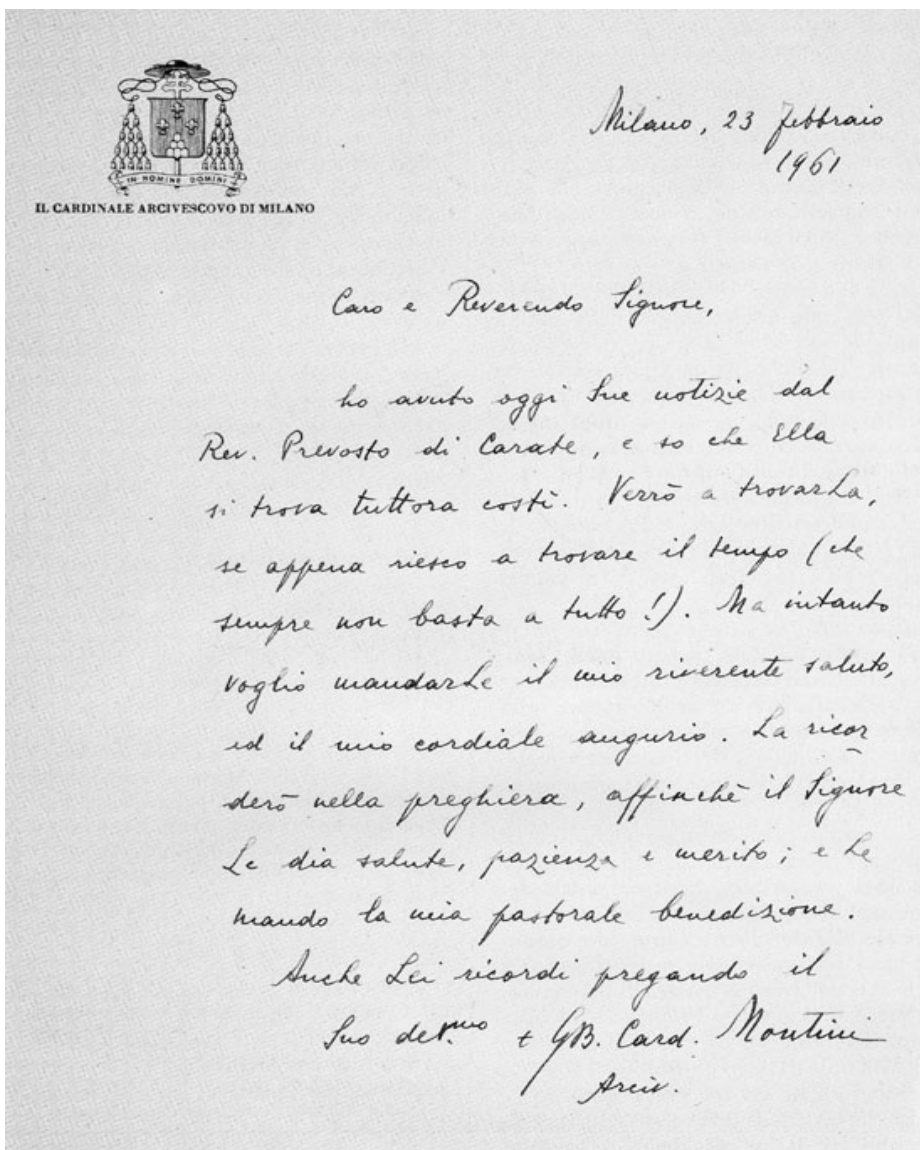 IN NOMINE DOMINI
IL CARDINALE ARCIVESCOVO DI MILANO
Milano, 23 febbraio
1961
Caro e Reverendo Signore,
ho avuto oggi Sue notizie dal
Rev. Prevosto di Carate, e so che Ella
si trova tuttora costì. Verrò a trovarLa,
se appena riesco a trovare il tempo (che
sempre non basta a tutto!). Ma intanto
voglio mandarLe il mio riverente saluto,
ed il mio cordiale augurio. La ricor
derò nella preghiera, affinchè il Signore
Le dia salute, pazienza e merito; e Le
mando la mia pastorale benedizione.
Anche Lei ricordi pregando il
Suo dev.mo + GB. Card. Montini
Arciv.